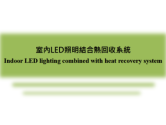 室內LED照明結合熱回收系統
Indoor LED lighting combined with heat recovery system